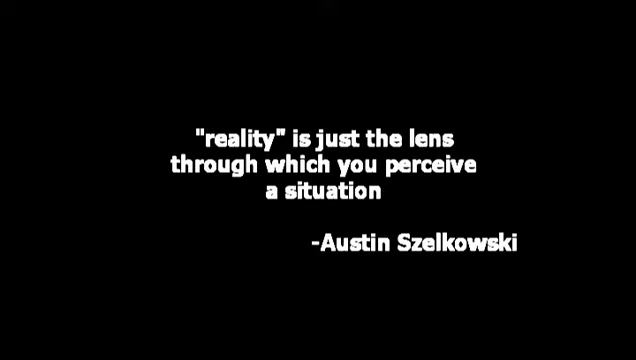 "reality" is just the lens
through which you perceive
a situation
-Austin Szelkowski